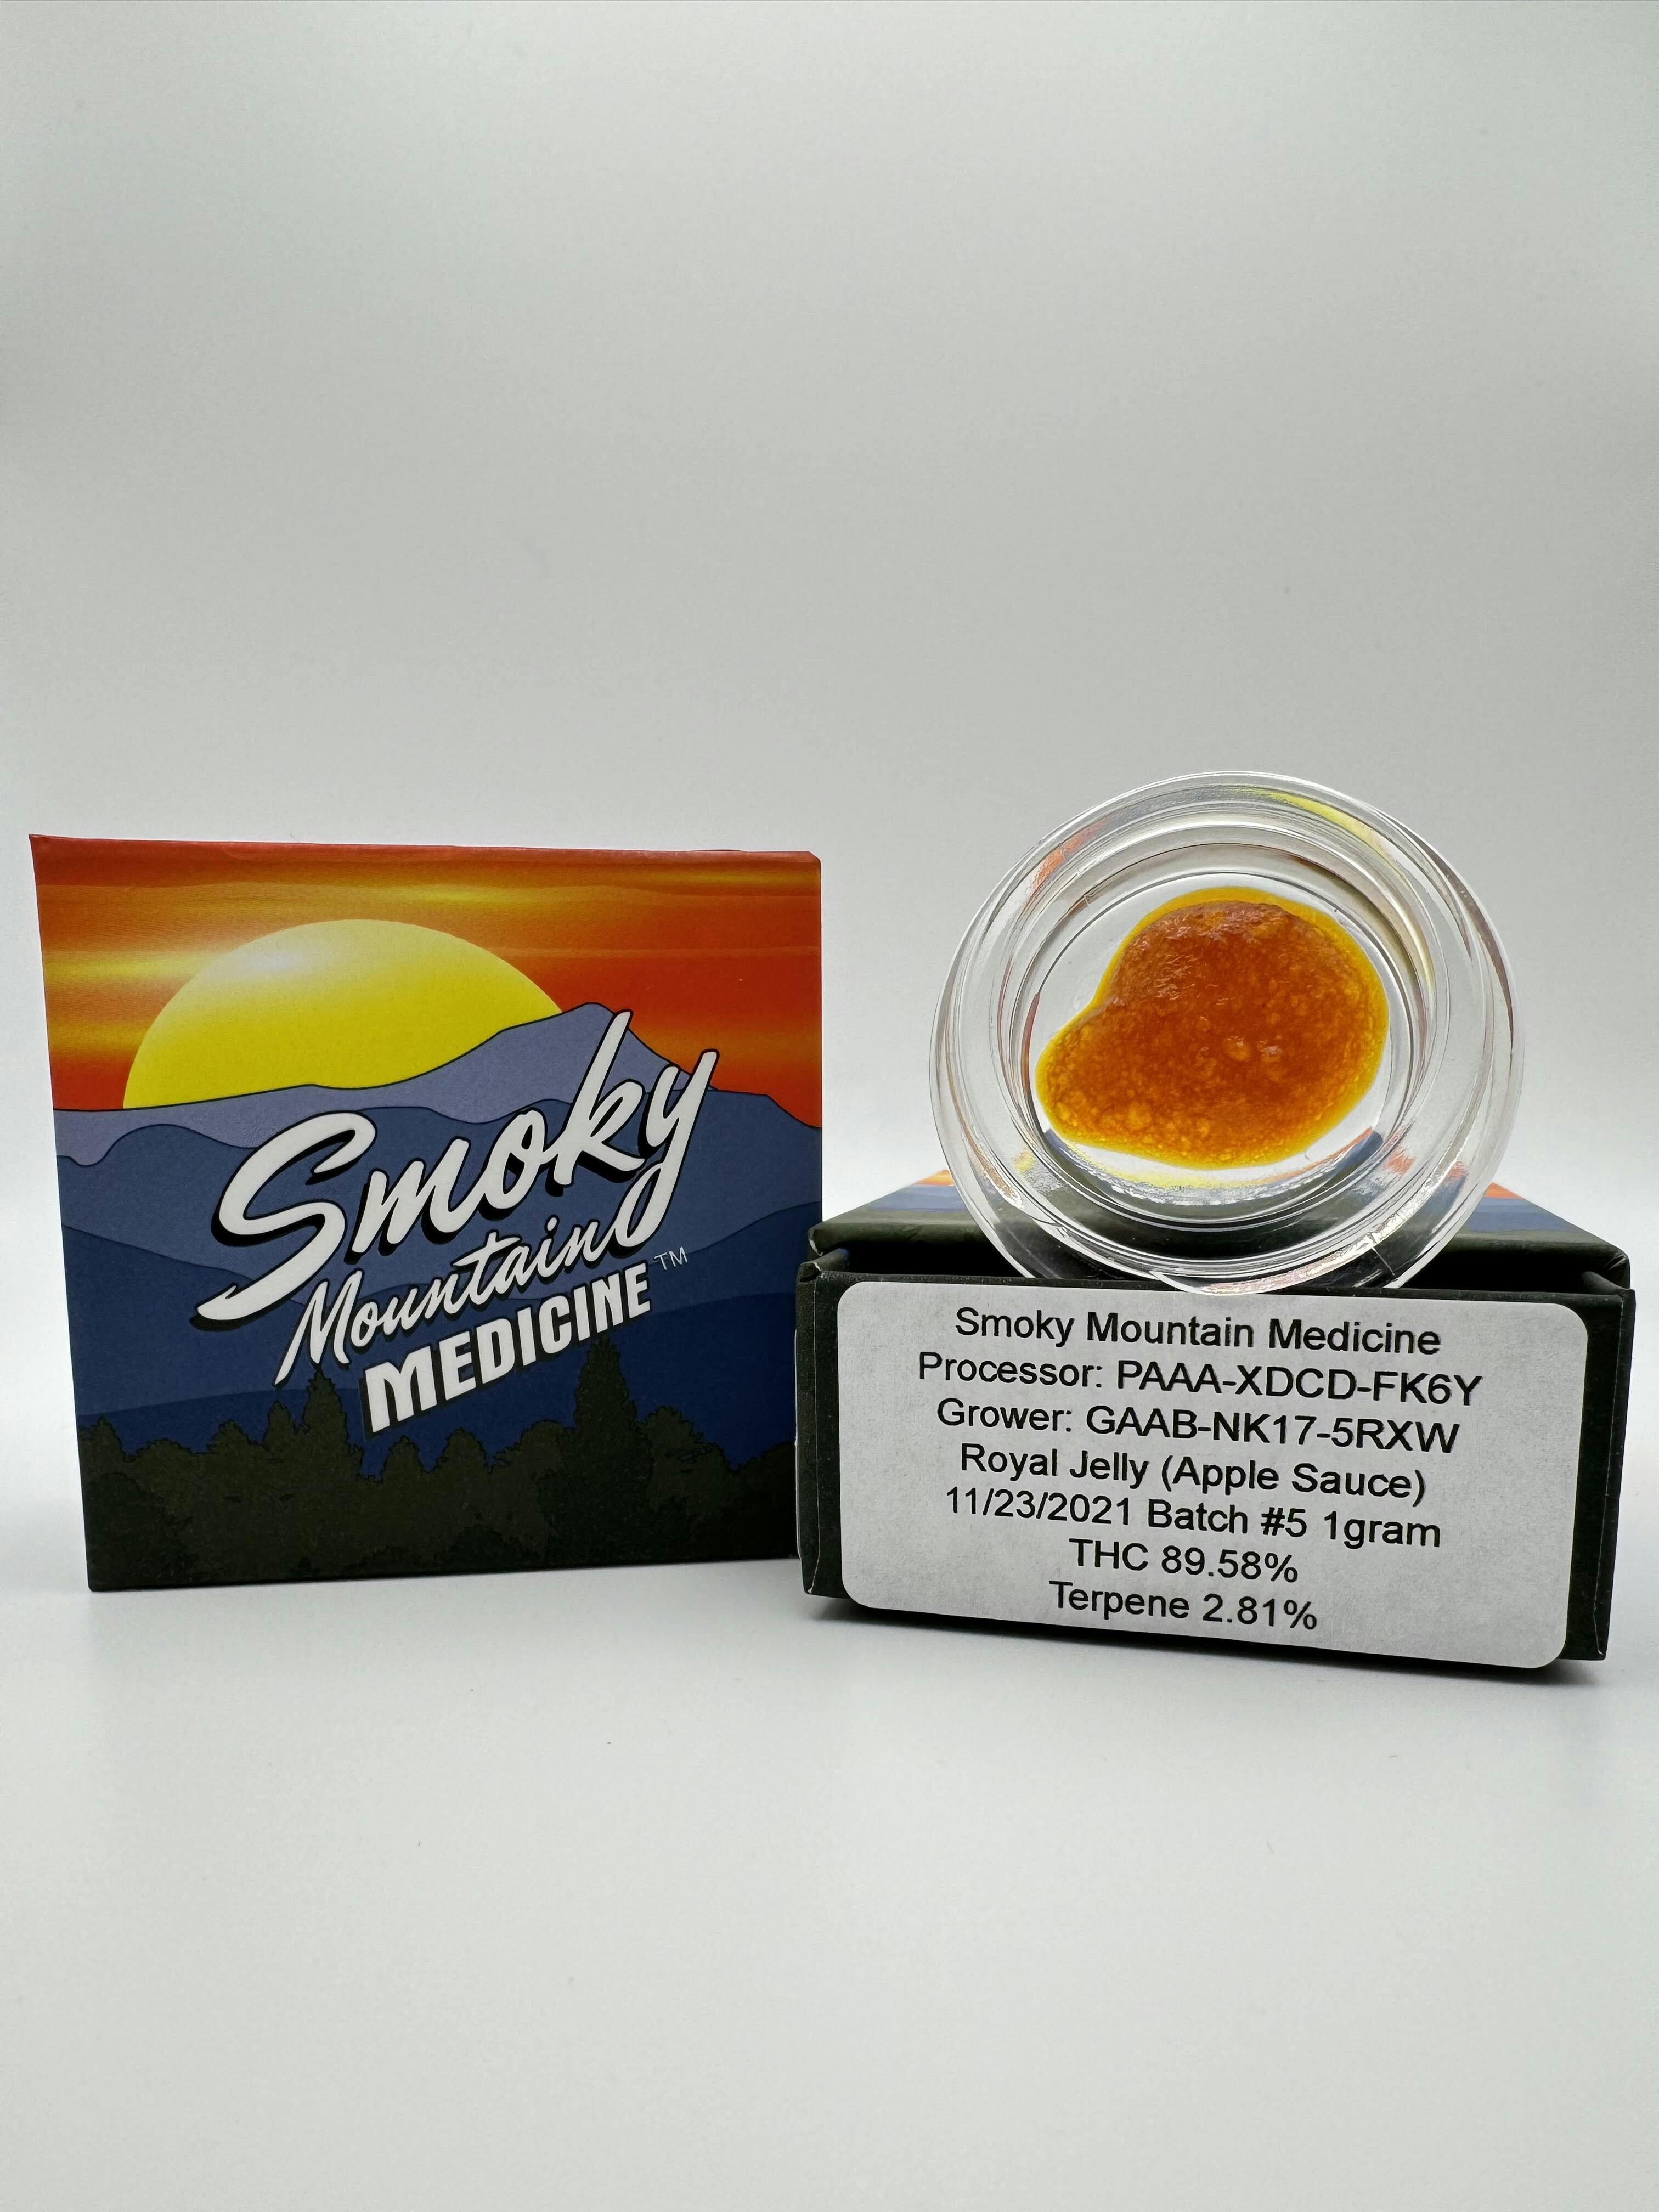 Smoky
Mountain
MEDICINE™
Smoky Mountain Medicine
Processor: PAAA-XDCD-FK6Y
Grower: GAAB-NK17-5RXW
Royal Jelly (Apple Sauce)
11/23/2021 Batch #5 1gram
THC 89.58%
Terpene 2.81%